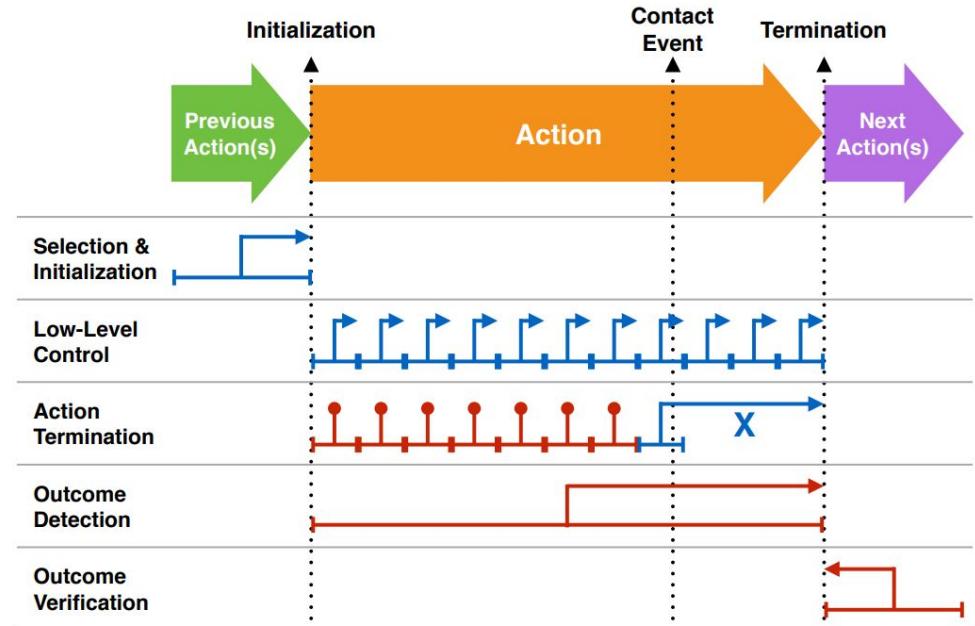 Initialization
Contact
Event
Termination
Previous
Action(s)
Action
Next
Action(s)
Selection &
Initialization
Low-Level
Control
Action
Termination
X
Outcome
Detection
Outcome
Verification